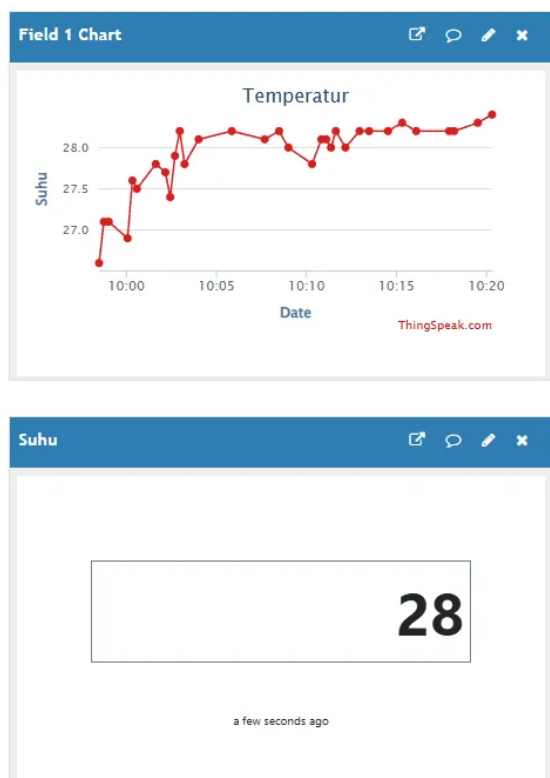 Field 1 Chart
Temperatur
28.0
27.5
27.0
Suhu
10:00 10:05 10:10 10:15 10:20
Date
ThingSpeak.com
Suhu
28
a few seconds ago